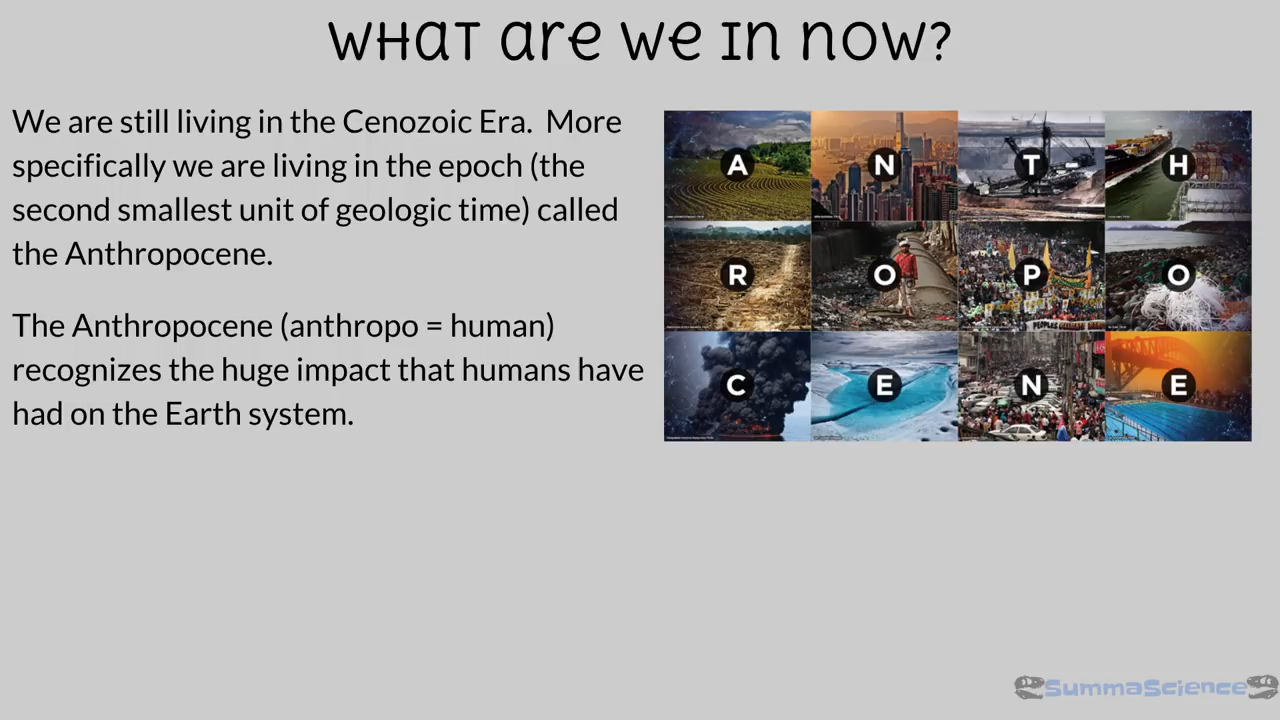 What are we in now?
We are still living in the Cenozoic Era.  More
specifically we are living in the epoch (the
second smallest unit of geologic time) called
the Anthropocene.
The Anthropocene (anthropo = human)
recognizes the huge impact that humans have
had on the Earth system.
A N T - H
R O P O
C E N E
SummaScience